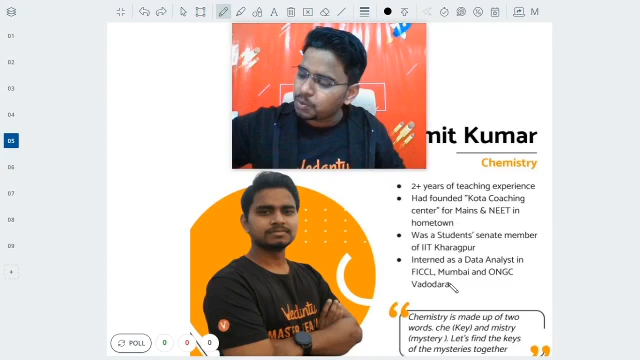 M
01
02
03
04
05
06
07
08
09
+
Vedantu
mit Kumar
Chemistry
● 2+ years of teaching experience
● Had founded "Kota Coaching
center" for Mains & NEET in
hometown
● Was a Students' senate member
of IIT Kharagpur
● Interned as a Data Analyst in
FICCL, Mumbai and ONGC
Vadodara
Vedantu
MASTER
“ Chemistry is made up of two
words. che (Key) and mistry
(mystery ). Let's find the keys
of the mysteries together ”
POLL 0 0 0